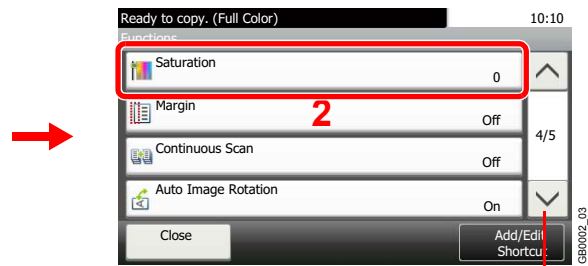 Ready to copy. (Full Color)
10:10
Functions
Saturation
0
2
Margin
Off
4/5
Continuous Scan
Off
Auto Image Rotation
On
Close
Add/Edit
Shortcut
GB0002_03